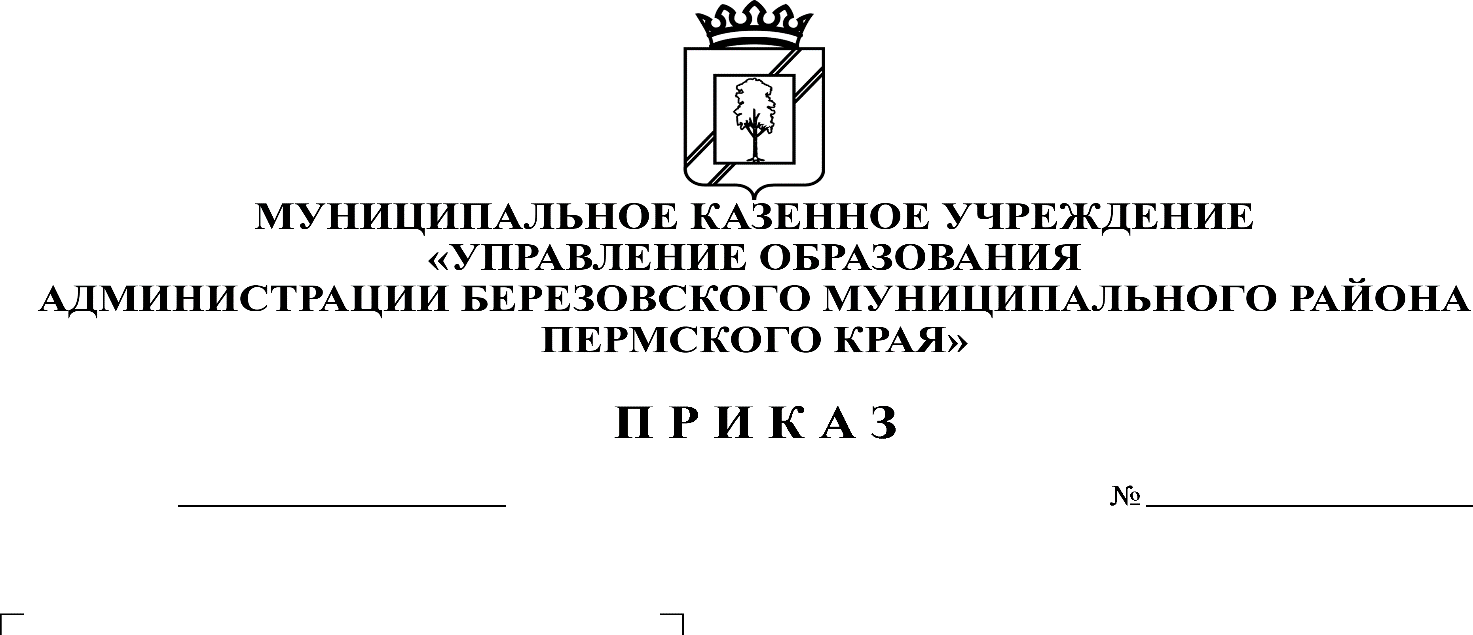 МУНИЦИПАЛЬНОЕ КАЗЕННОЕ УЧРЕЖДЕНИЕ
«УПРАВЛЕНИЕ ОБРАЗОВАНИЯ
АДМИНИСТРАЦИИ БЕРЕЗОВСКОГО МУНИЦИПАЛЬНОГО РАЙОНА
ПЕРМСКОГО КРАЯ»
П Р И К А З
№